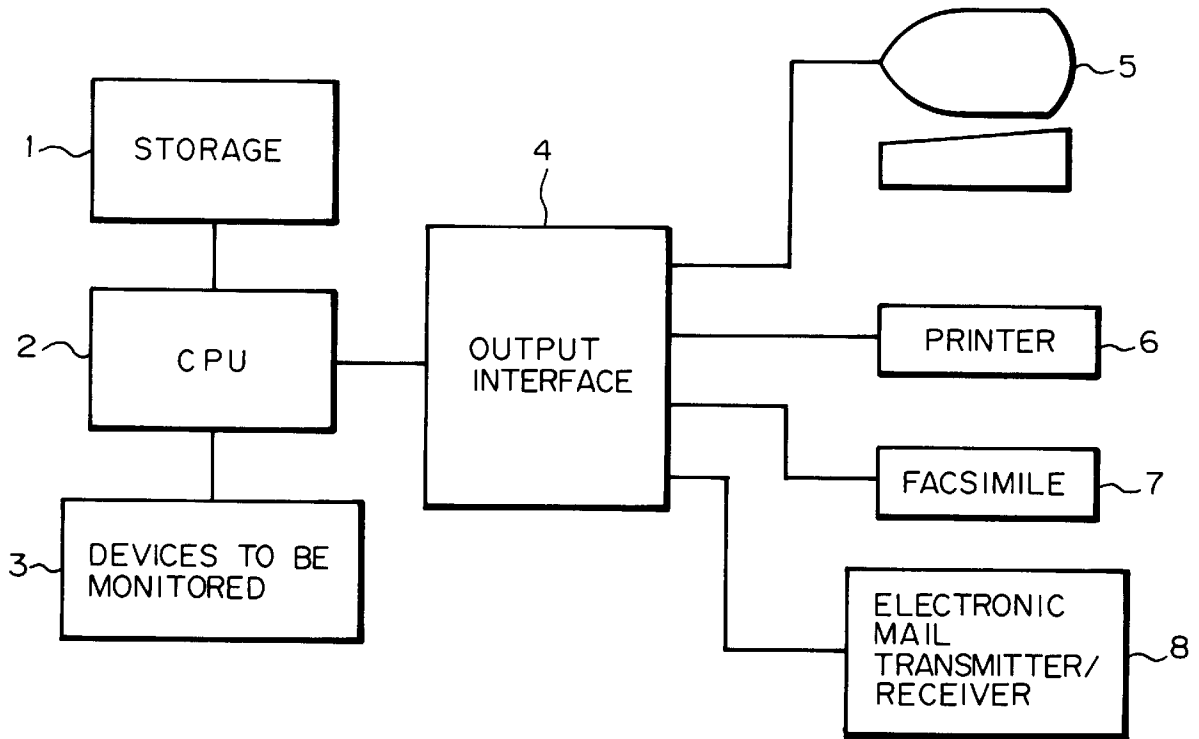 1
STORAGE
2
CPU
3
DEVICES TO BE
MONITORED
4
OUTPUT
INTERFACE
5
PRINTER
6
FACSIMILE
7
ELECTRONIC
MAIL
TRANSMITTER/
RECEIVER
8